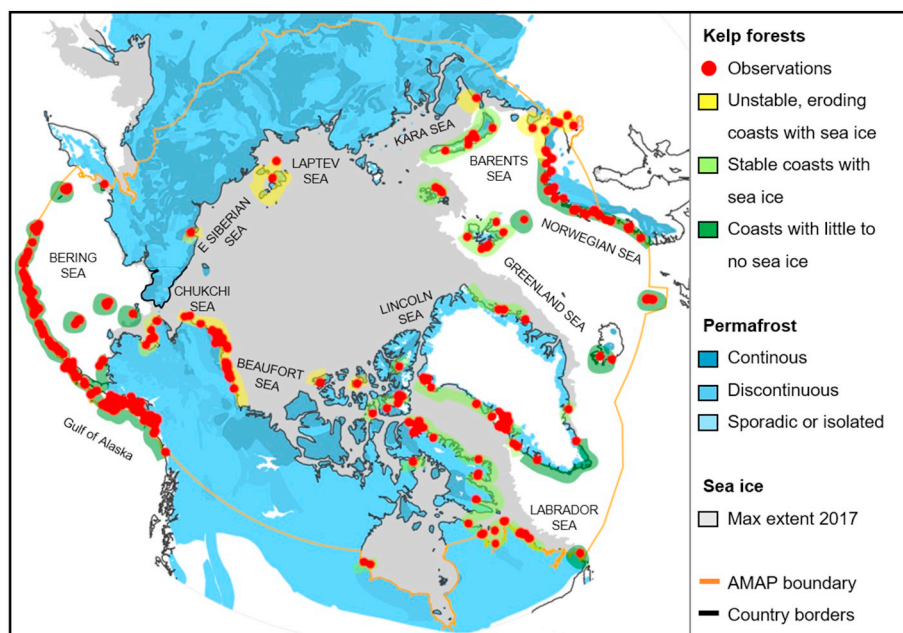 KARA SEA
LAPTEV
SEA
BARENTS
SEA
E SIBERIAN
SEA
NORWEGIAN SEA
BERING
SEA
GREENLAND SEA
CHUKCHI
SEA
LINCOLN
SEA
BEAUFORT
SEA
Gulf of Alaska
LABRADOR
SEA
Kelp forests
Observations
Unstable, eroding
coasts with sea ice
Stable coasts with
sea ice
Coasts with little to
no sea ice
Permafrost
Continous
Discontinuous
Sporadic or isolated
Sea ice
Max extent 2017
AMAP boundary
Country borders